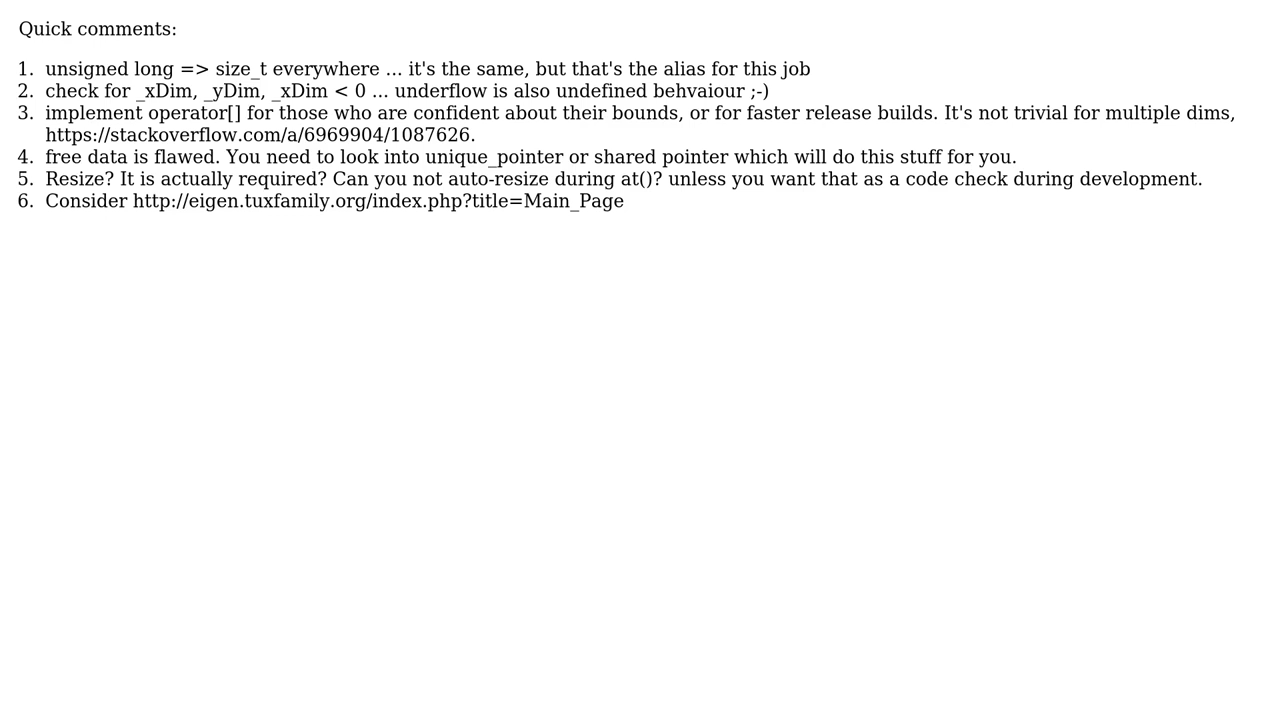 Quick comments:
1. unsigned long => size_t everywhere ... it's the same, but that's the alias for this job
2. check for _xDim, _yDim, _xDim < 0 ... underflow is also undefined behvaiour ;-)
3. implement operator[] for those who are confident about their bounds, or for faster release builds. It's not trivial for multiple dims,
https://stackoverflow.com/a/6969904/1087626.
4. free data is flawed. You need to look into unique_pointer or shared pointer which will do this stuff for you.
5. Resize? It is actually required? Can you not auto-resize during at()? unless you want that as a code check during development.
6. Consider http://eigen.tuxfamily.org/index.php?title=Main_Page